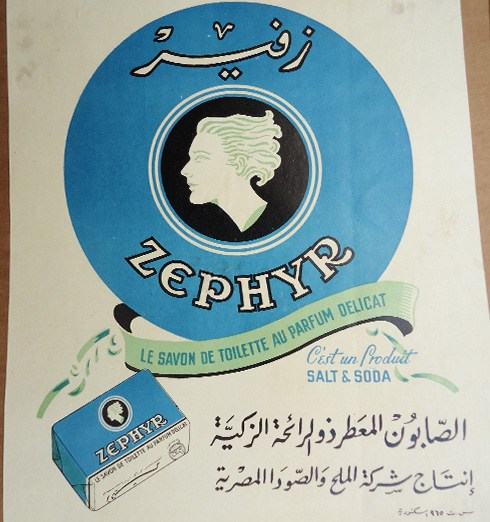 زفير
ZEPHYR
LE SAVON DE TOILETTE AU PARFUM DELICAT
C'est un Produit
SALT & SODA
ZEPHYR
LE SAVON DE TOILETTE AU PARFUM DELICAT
الصابون المعطر ذو الرائحة الزكية
إنتاج شركة الملح والصودا المصرية